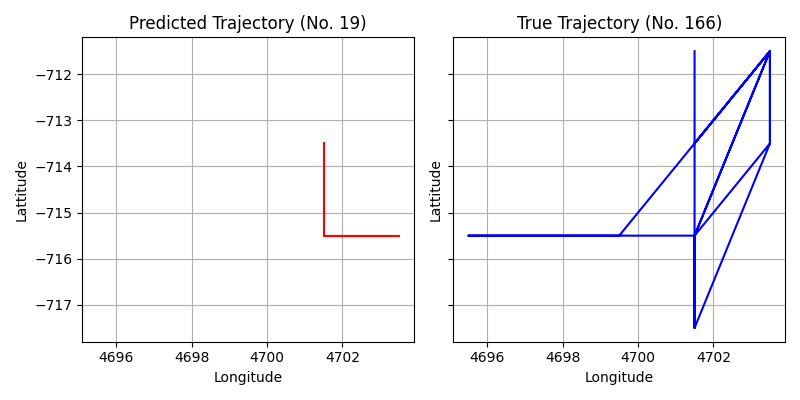 Predicted Trajectory (No. 19)
True Trajectory (No. 166)
Lattitude
−712
−713
−714
−715
−716
−717
4696
4698
4700
4702
Longitude
Lattitude
4696
4698
4700
4702
Longitude